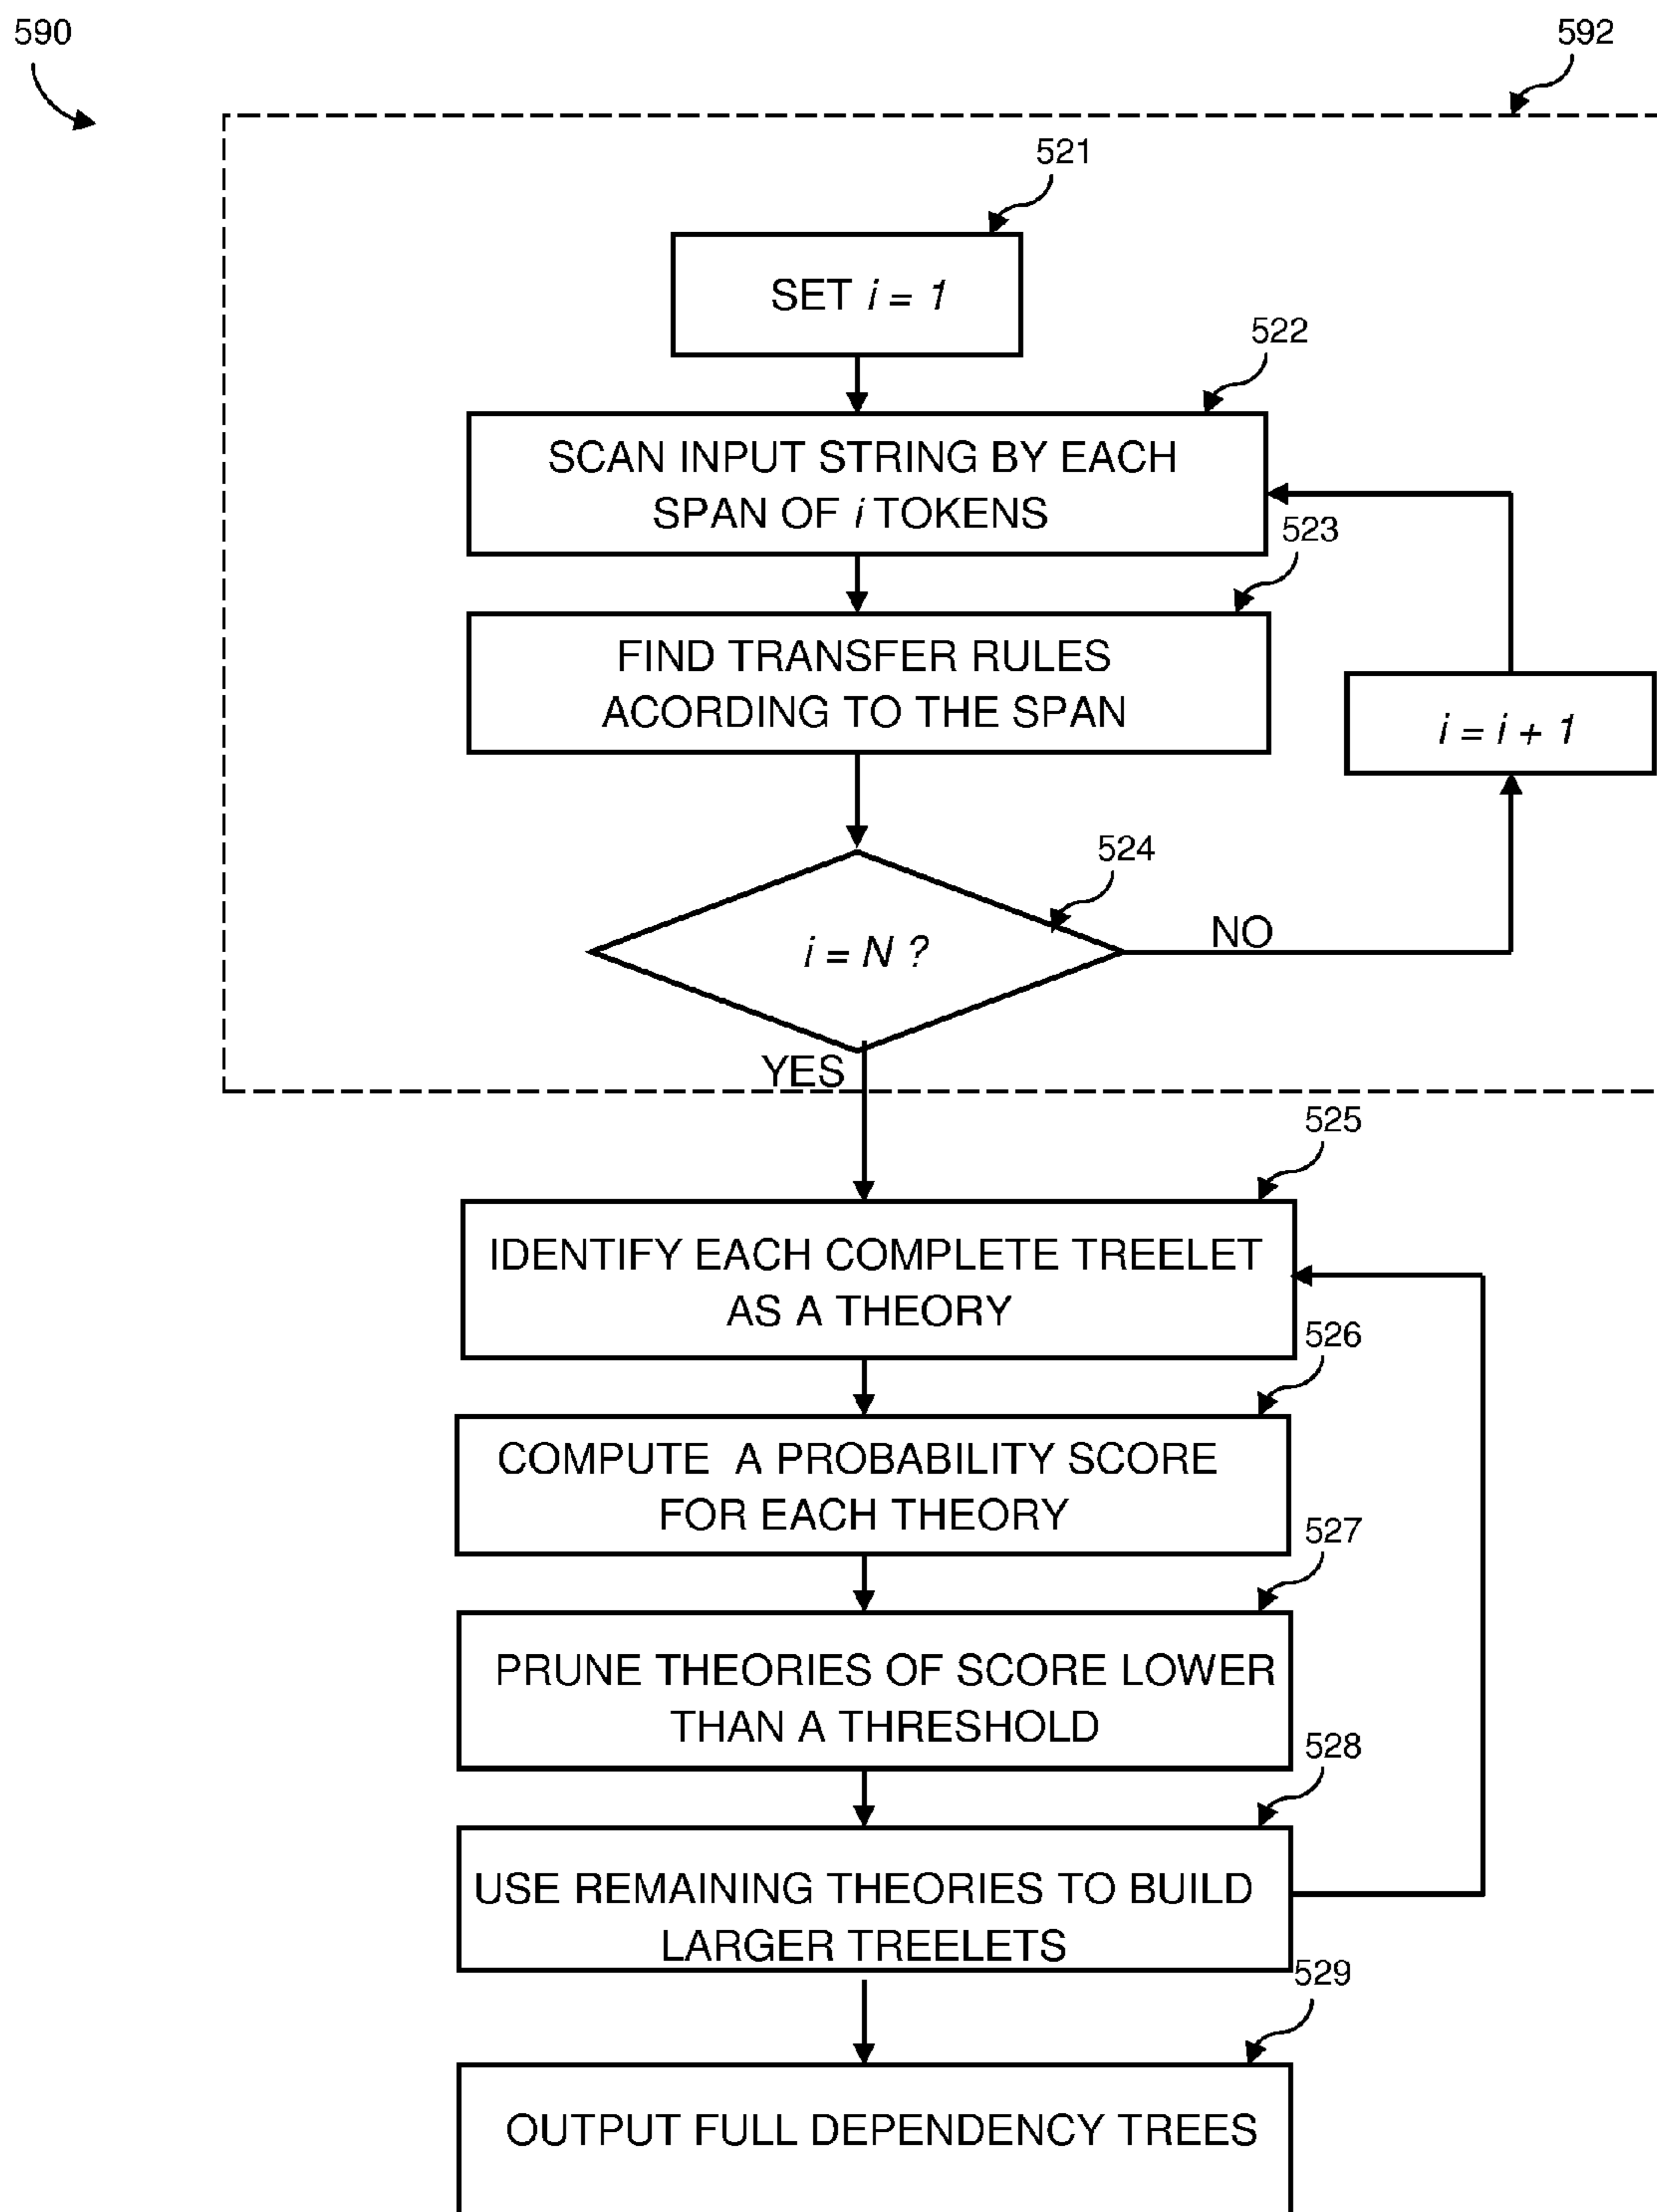 590
592
521
SET i = 1
522
SCAN INPUT STRING BY EACH
SPAN OF i TOKENS
523
FIND TRANSFER RULES
ACORDING TO THE SPAN
i = i + 1
524
i = N ?
NO
YES
525
IDENTIFY EACH COMPLETE TREELET
AS A THEORY
526
COMPUTE A PROBABILITY SCORE
FOR EACH THEORY
527
PRUNE THEORIES OF SCORE LOWER
THAN A THRESHOLD
528
USE REMAINING THEORIES TO BUILD
LARGER TREELETS
529
OUTPUT FULL DEPENDENCY TREES